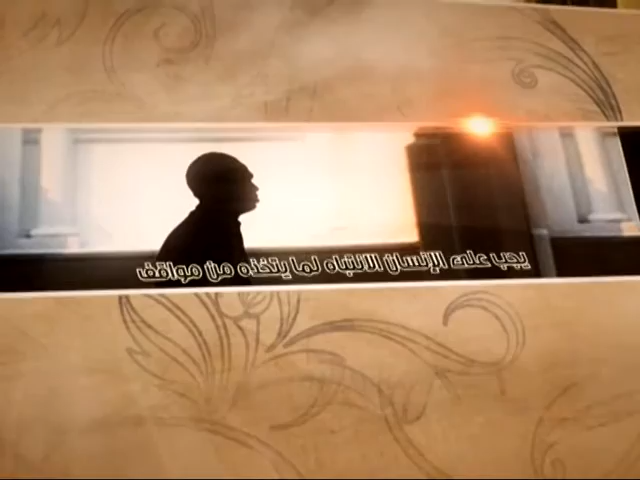 يجب على الإنسان الانتباه لما يتخذه من مواقف